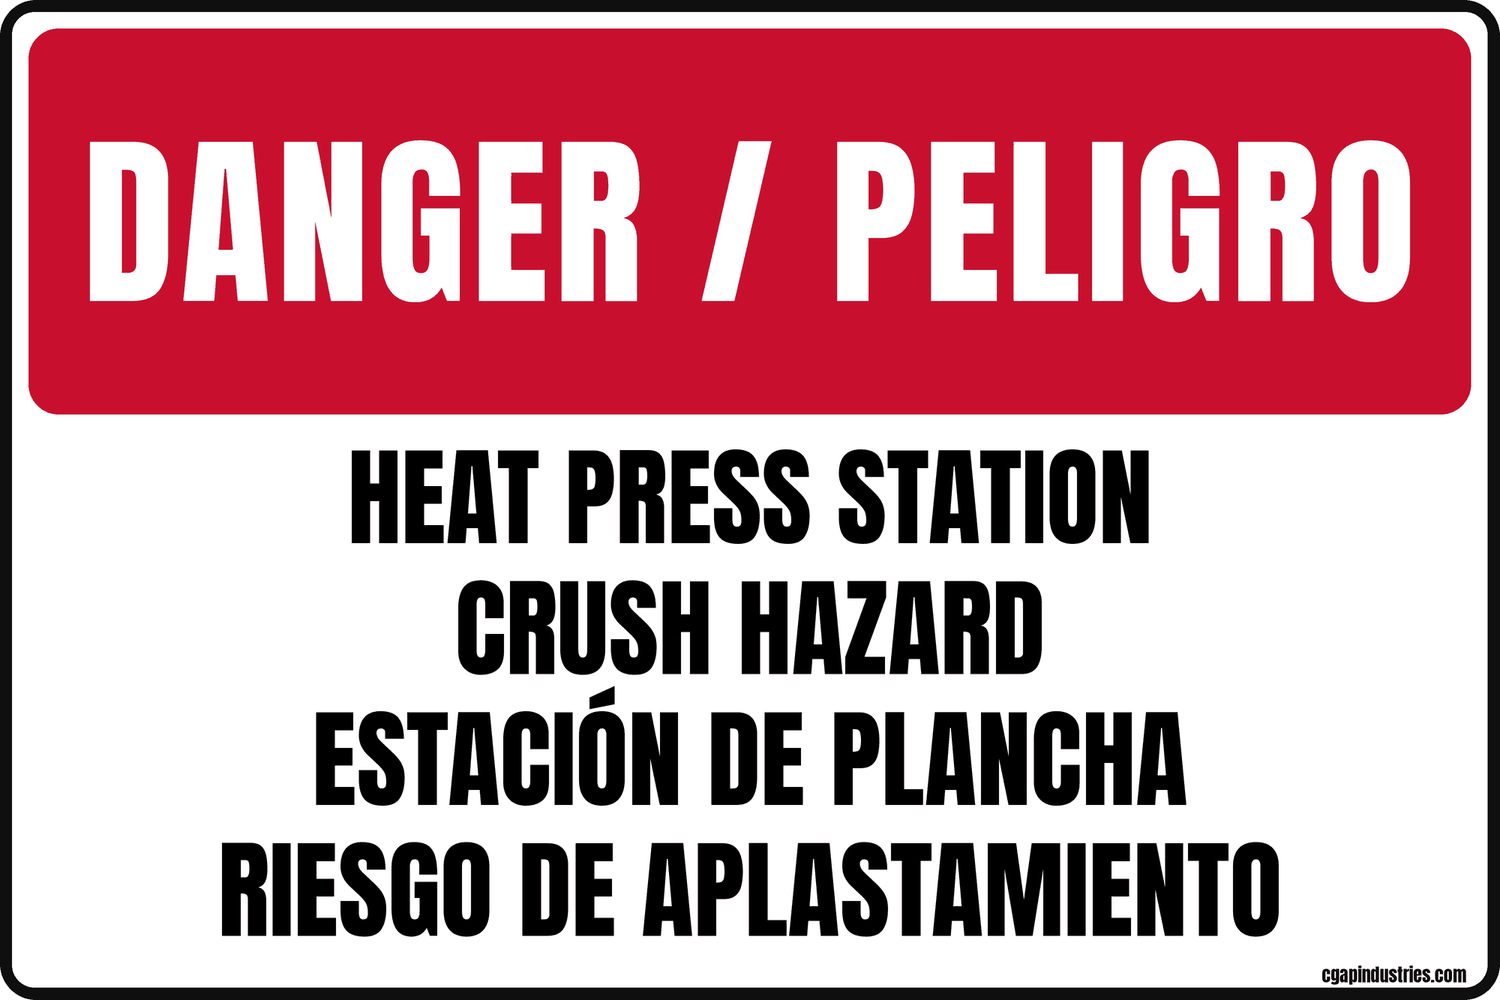 DANGER / PELIGRO
HEAT PRESS STATION
CRUSH HAZARD
ESTACIÓN DE PLANCHA
RIESGO DE APLASTAMIENTO
cgapindustries.com